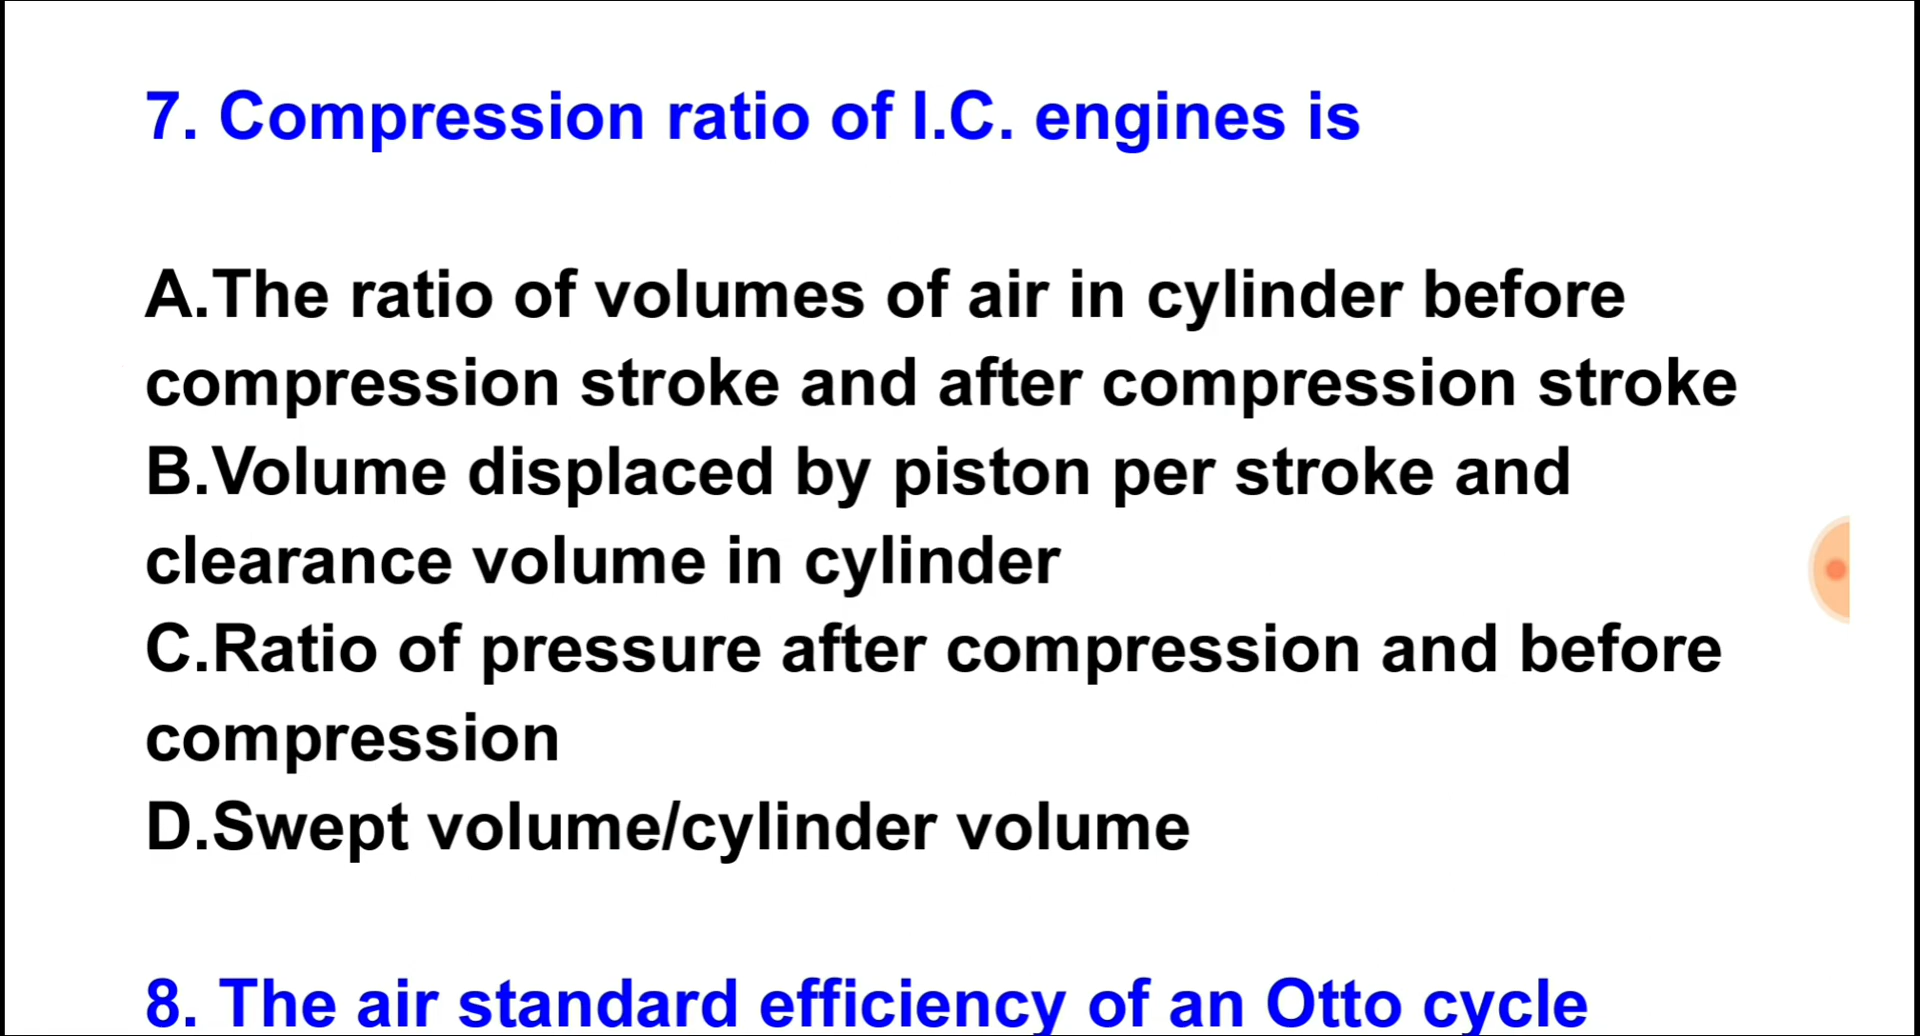 7. Compression ratio of I.C. engines is
A.The ratio of volumes of air in cylinder before
compression stroke and after compression stroke
B.Volume displaced by piston per stroke and
clearance volume in cylinder
C.Ratio of pressure after compression and before
compression
D.Swept volume/cylinder volume
8. The air standard efficiency of an Otto cycle